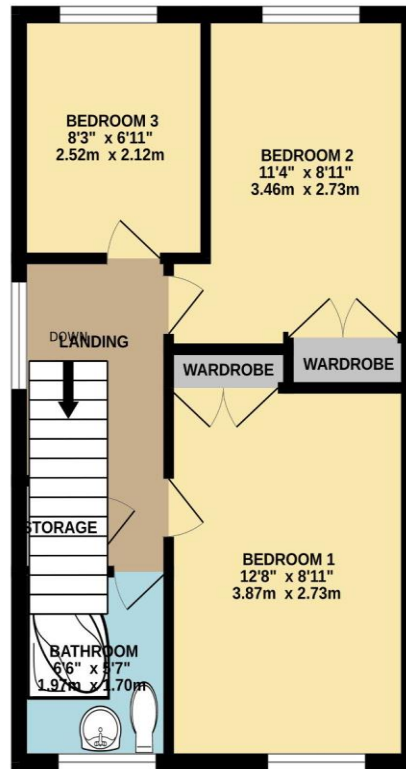 BEDROOM 3
8'3" x 6'11"
2.52m x 2.12m
BEDROOM 2
11'4" x 8'11"
3.46m x 2.73m
DOWN
LANDING
WARDROBE
WARDROBE
STORAGE
BEDROOM 1
12'8" x 8'11"
3.87m x 2.73m
BATHROOM
6'6" x 5'7"
1.97m x 1.70m